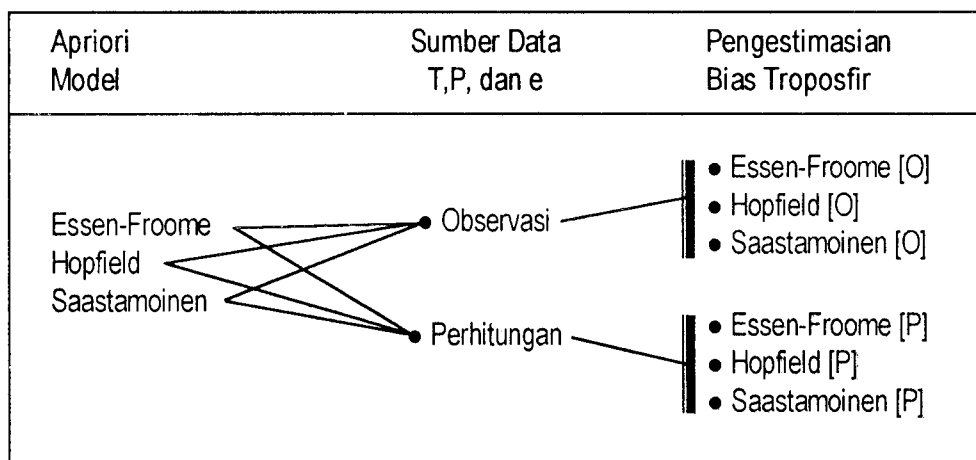 Apriori
Model
Sumber Data
T,P, dan e
Pengestimasian
Bias Troposfir
Essen-Froome
Hopfield
Saastamoinen
• Observasi
• Perhitungan
• Essen-Froome [O]
• Hopfield [O]
• Saastamoinen [O]
• Essen-Froome [P]
• Hopfield [P]
• Saastamoinen [P]